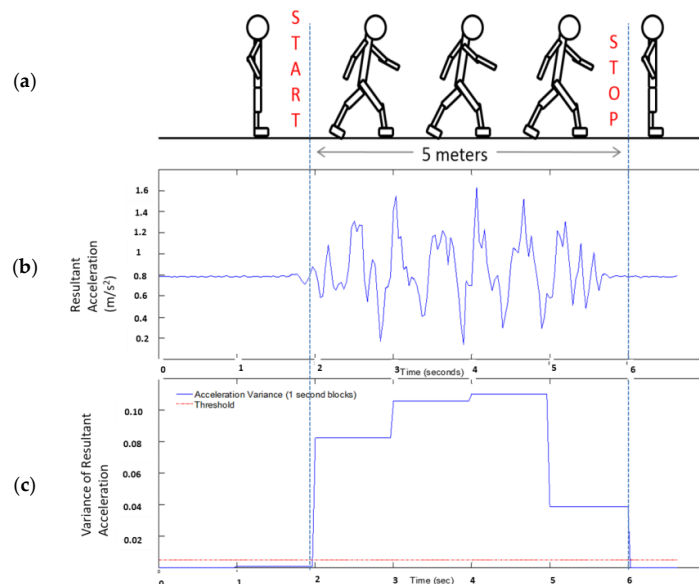 (a)
START
STOP
5 meters
(b)
Resultant
Acceleration
(m/s²)
1.6
1.4
1.2
1
0.8
0.6
0.4
0.2
0 1 2 3 4 5 6
Time (seconds)
(c)
Variance of Resultant
Acceleration
Acceleration Variance (1 second blocks)
Threshold
0.10
0.08
0.06
0.04
0.02
0
0 1 2 3 4 5 6
Time (sec)